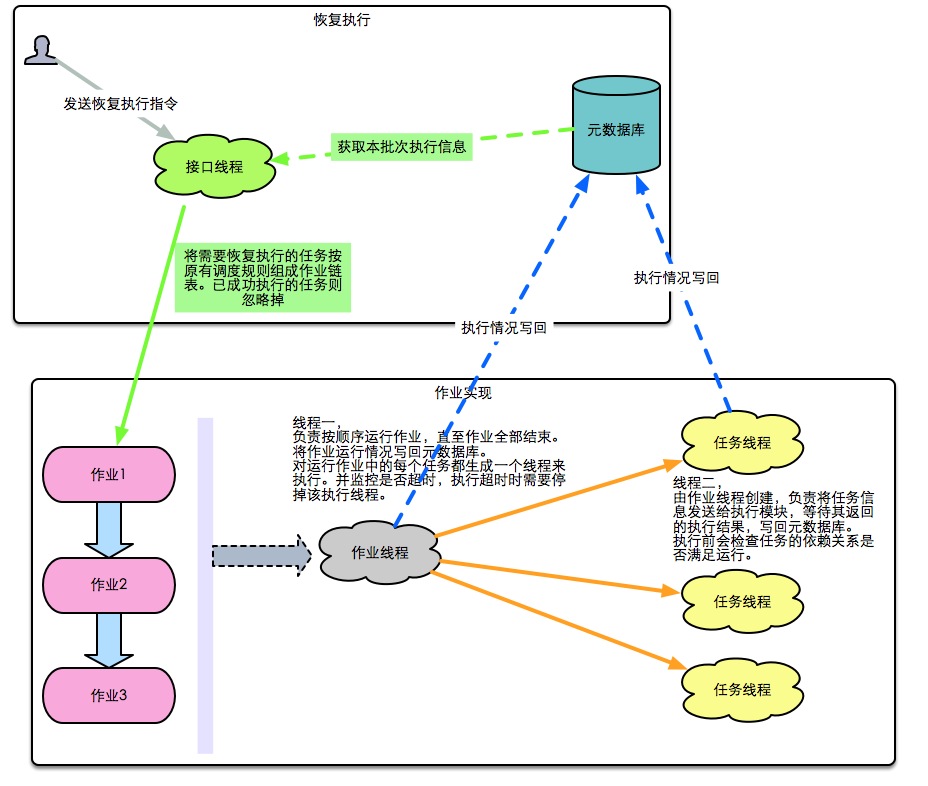 恢复执行
发送恢复执行指令
元数据库
获取本批次执行信息
接口线程
将需要恢复执行的任务按
原有调度规则组成作业链
表。已成功执行的任务则
忽略掉
执行情况写回
执行情况写回
作业实现
线程一，
负责按顺序运行作业，直至作业全部结束。
将作业运行情况写回元数据库。
对运行作业中的每个任务都生成一个线程来
执行。并监控是否超时，执行超时时需要停
掉该执行线程。
任务线程
线程二，
由作业线程创建，负责将任务信
息发送给执行模块，等待其返回
的执行结果，写回元数据库。
执行前会检查任务的依赖关系是
否满足运行。
作业1
作业线程
作业2
任务线程
作业3
任务线程